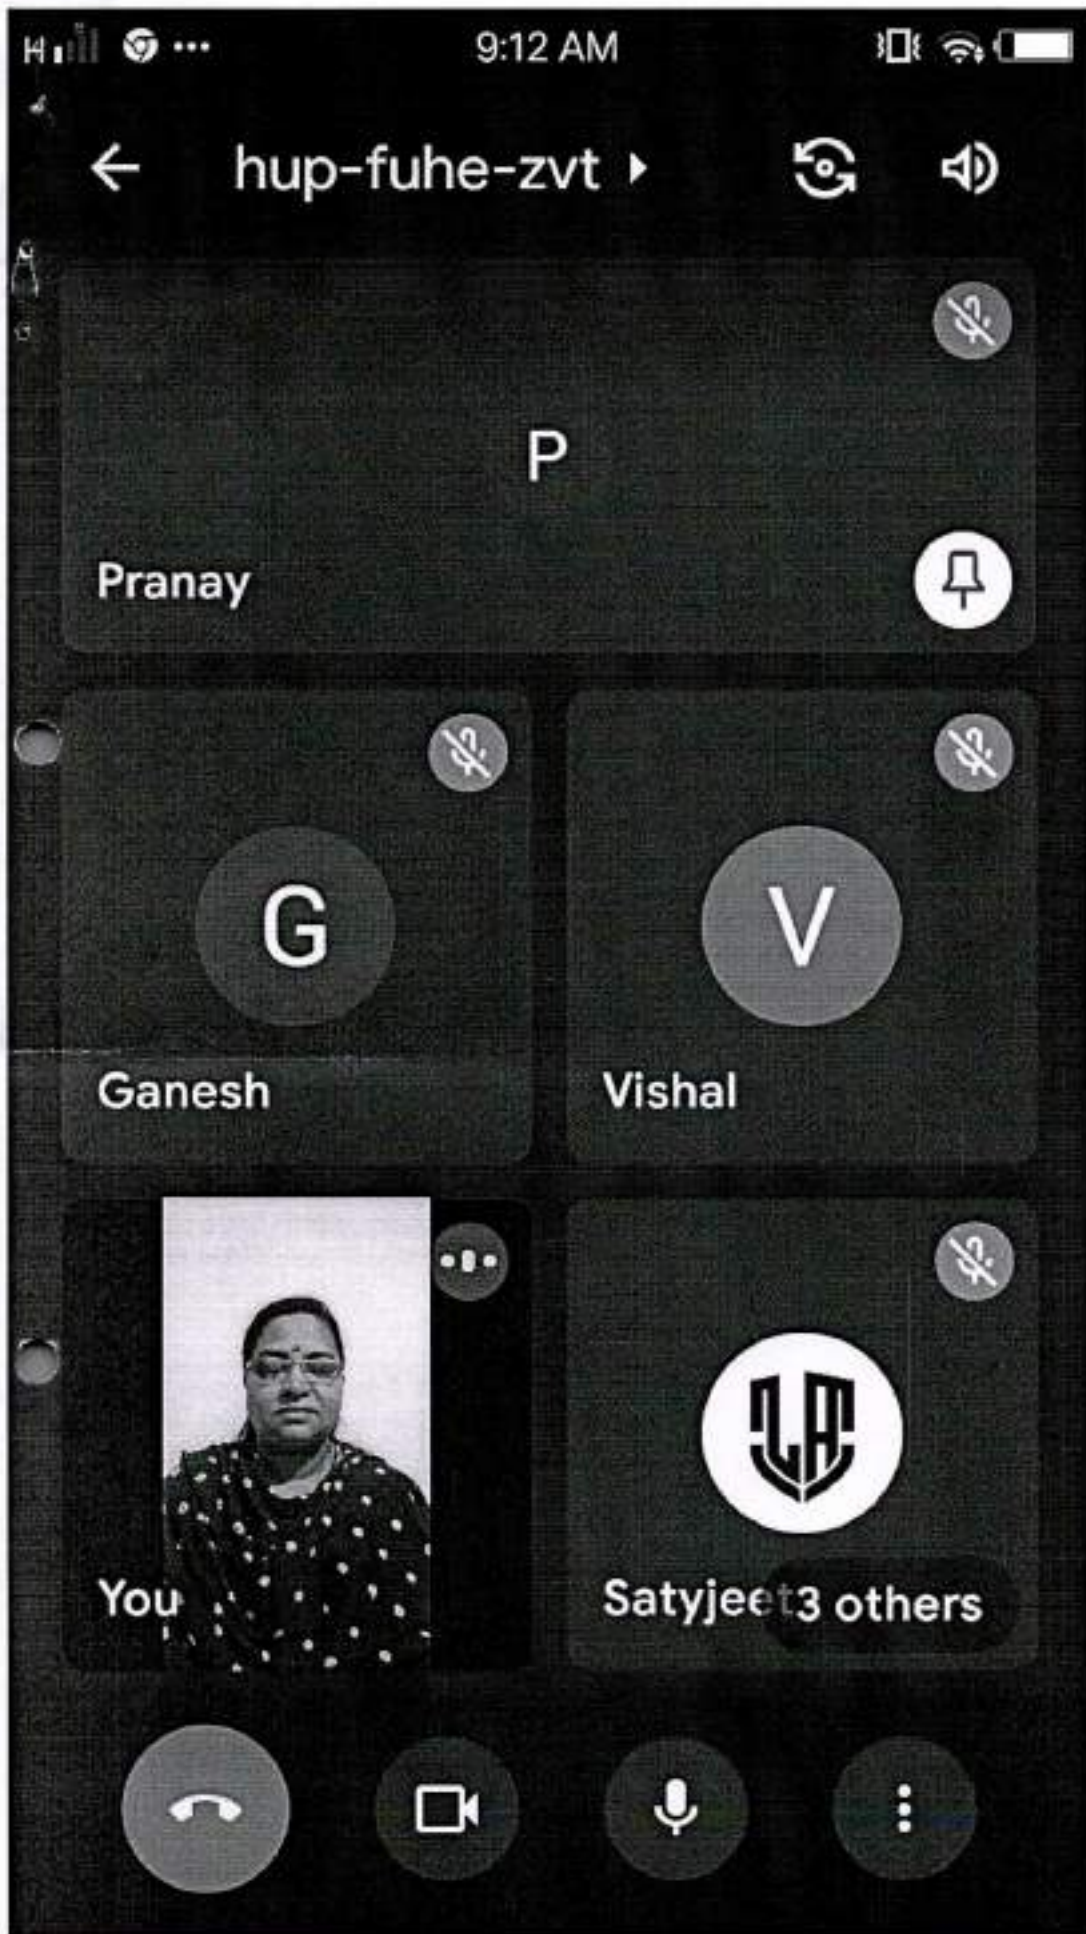 9:12 AM
hup-fuhe-zvt
P
Pranay
G
V
Ganesh
Vishal
You
Satyjeet
3 others